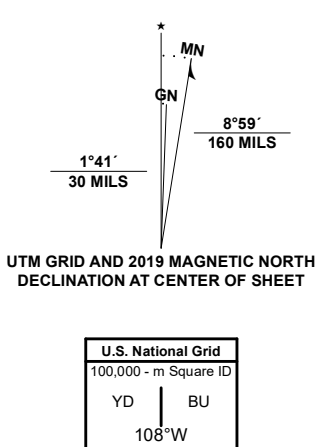 ★
MN
GN
8°59´
160 MILS
1°41´
30 MILS
UTM GRID AND 2019 MAGNETIC NORTH
DECLINATION AT CENTER OF SHEET
U.S. National Grid
100,000 - m Square ID
YD BU
108°W